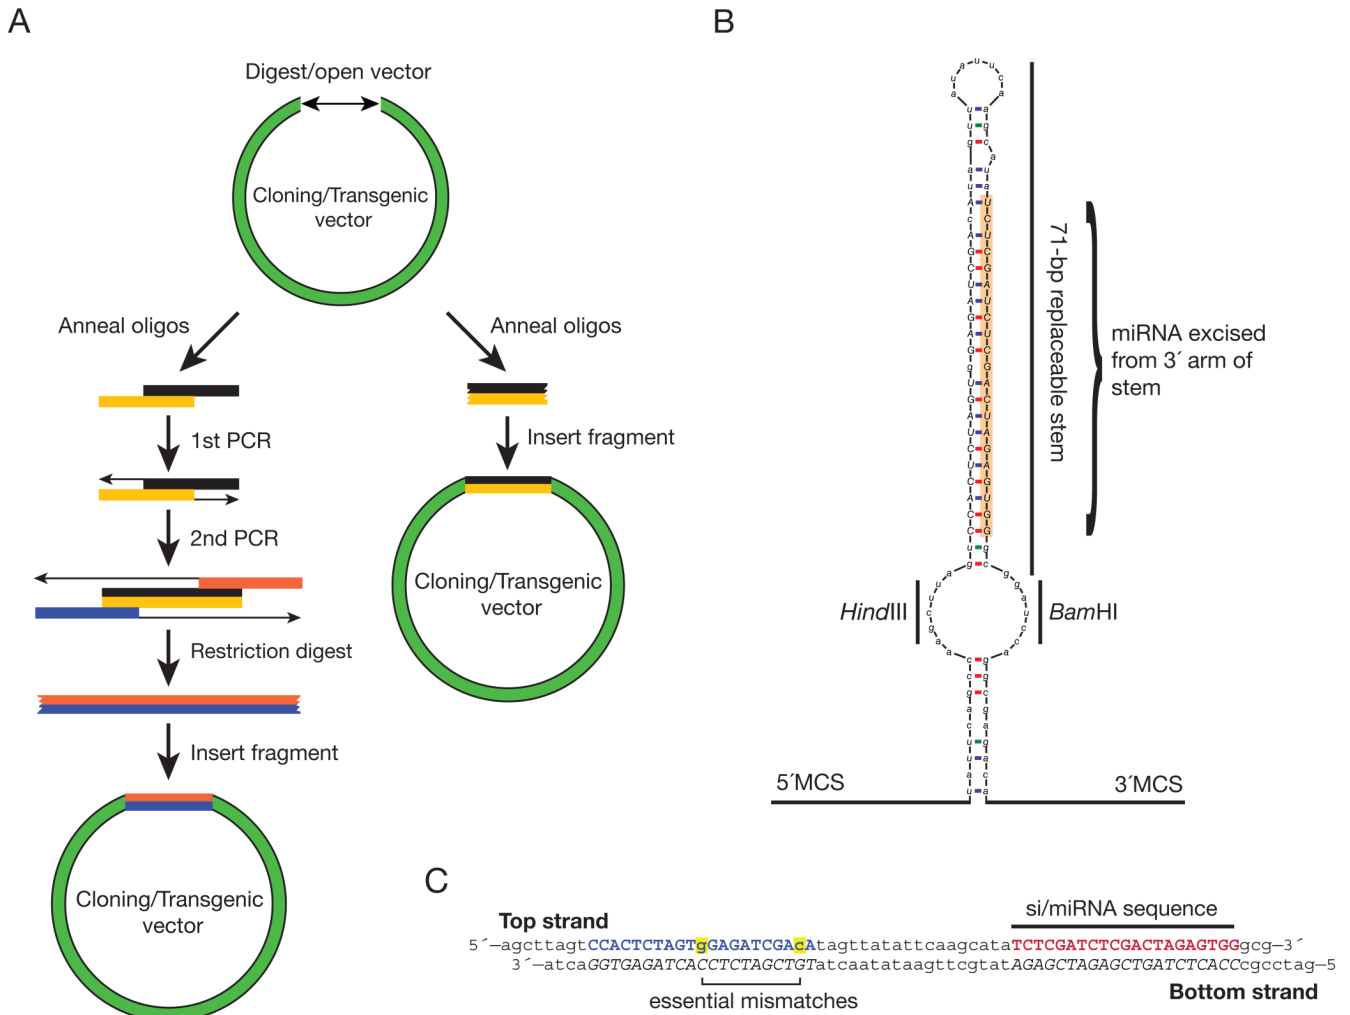 A
Digest/open vector
Cloning/Transgenic
vector
Anneal oligos
Anneal oligos
1st PCR
Insert fragment
2nd PCR
Cloning/Transgenic
vector
Restriction digest
Insert fragment
Cloning/Transgenic
vector
B
71-bp replaceable stem
miRNA excised
from 3´ arm of
stem
HindIII
BamHI
5´MCS
3´MCS
C
si/miRNA sequence
Top strand
5´–agcttagtCCACTCTAGTgGAGATCGAcAtagttatattcaagcataTCTCGATCTCGACTAGAGTGGgcg–3´
3´–atcaGGTGAGATCACCTCTAGCTGTatcaatataagttcgtatAGAGCTAGAGCTGATCTCACCcgcctag–5
essential mismatches
Bottom strand